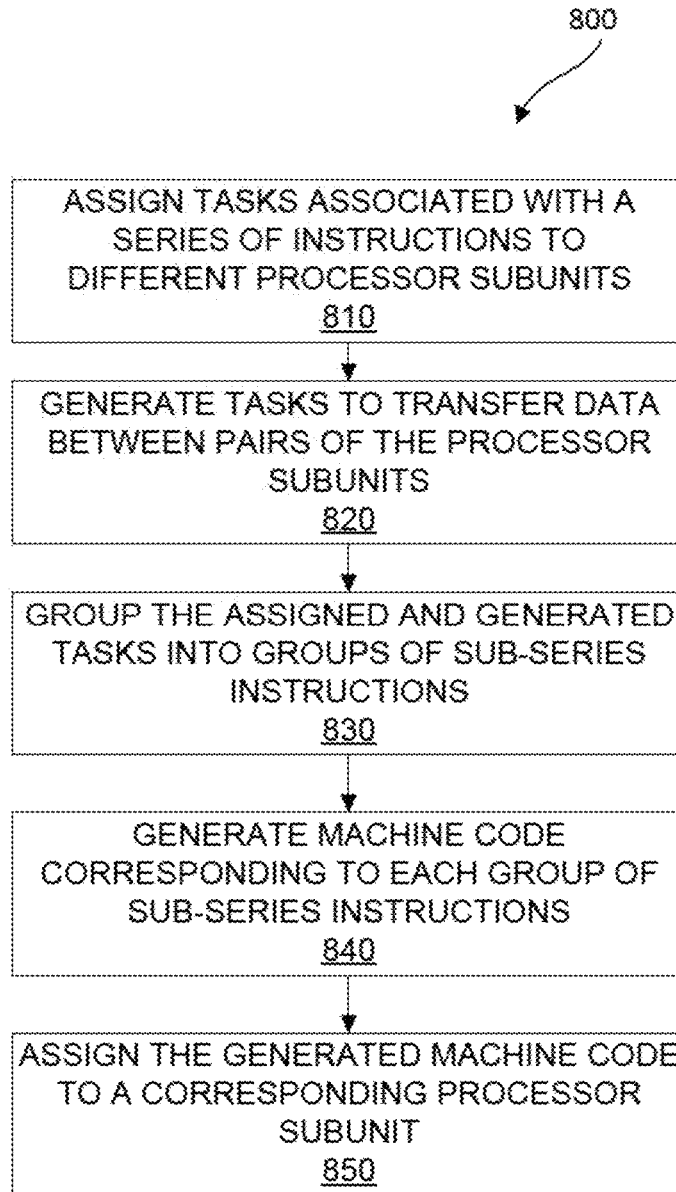 800
ASSIGN TASKS ASSOCIATED WITH A
SERIES OF INSTRUCTIONS TO
DIFFERENT PROCESSOR SUBUNITS
810
GENERATE TASKS TO TRANSFER DATA
BETWEEN PAIRS OF THE PROCESSOR
SUBUNITS
820
GROUP THE ASSIGNED AND GENERATED
TASKS INTO GROUPS OF SUB-SERIES
INSTRUCTIONS
830
GENERATE MACHINE CODE
CORRESPONDING TO EACH GROUP OF
SUB-SERIES INSTRUCTIONS
840
ASSIGN THE GENERATED MACHINE CODE
TO A CORRESPONDING PROCESSOR
SUBUNIT
850